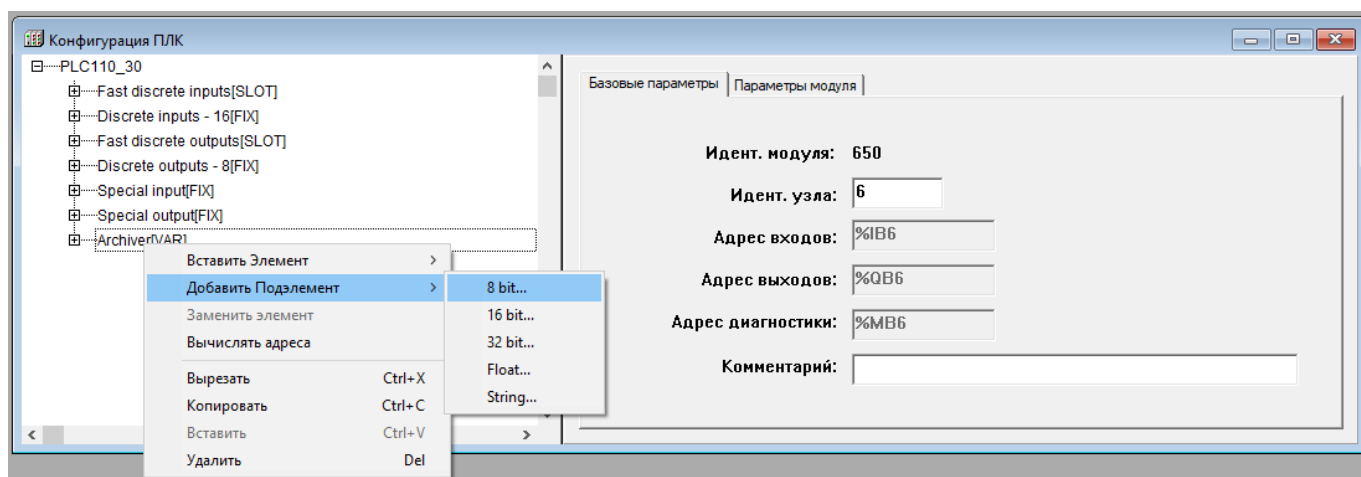 Конфигурация ПЛК
PLC110_30
Fast discrete inputs[SLOT]
Discrete inputs - 16[FIX]
Fast discrete outputs[SLOT]
Discrete outputs - 8[FIX]
Special input[FIX]
Special output[FIX]
Archiver[VAR]
Вставить Элемент
Добавить Подэлемент
Заменить элемент
Вычислять адреса
Вырезать Ctrl+X
Копировать Ctrl+C
Вставить Ctrl+V
Удалить Del
8 bit...
16 bit...
32 bit...
Float...
String...
Базовые параметры Параметры модуля
Идент. модуля: 650
Идент. узла: 6
Адрес входов: %IB6
Адрес выходов: %QB6
Адрес диагностики: %MB6
Комментарий: